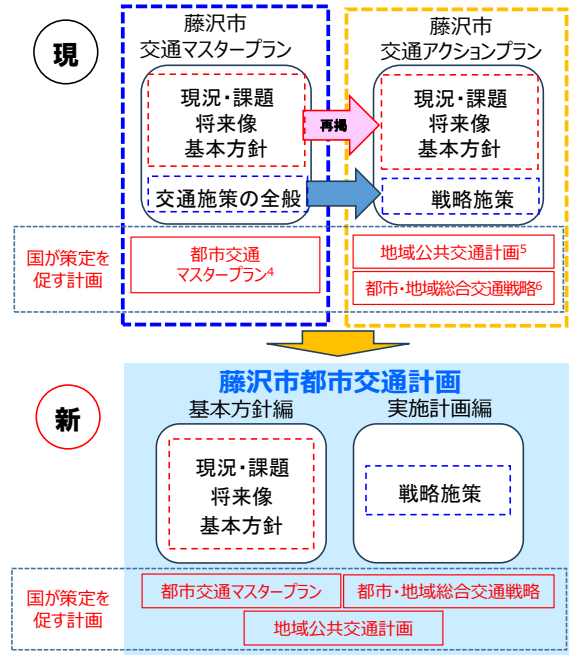 現
藤沢市
交通マスタープラン
現況・課題
将来像
基本方針
交通施策の全般
再掲
藤沢市
交通アクションプラン
現況・課題
将来像
基本方針
戦略施策
国が策定を
促す計画
都市交通
マスタープラン4
地域公共交通計画5
都市・地域総合交通戦略6
新
藤沢市都市交通計画
基本方針編
現況・課題
将来像
基本方針
実施計画編
戦略施策
国が策定を
促す計画
都市交通マスタープラン
都市・地域総合交通戦略
地域公共交通計画